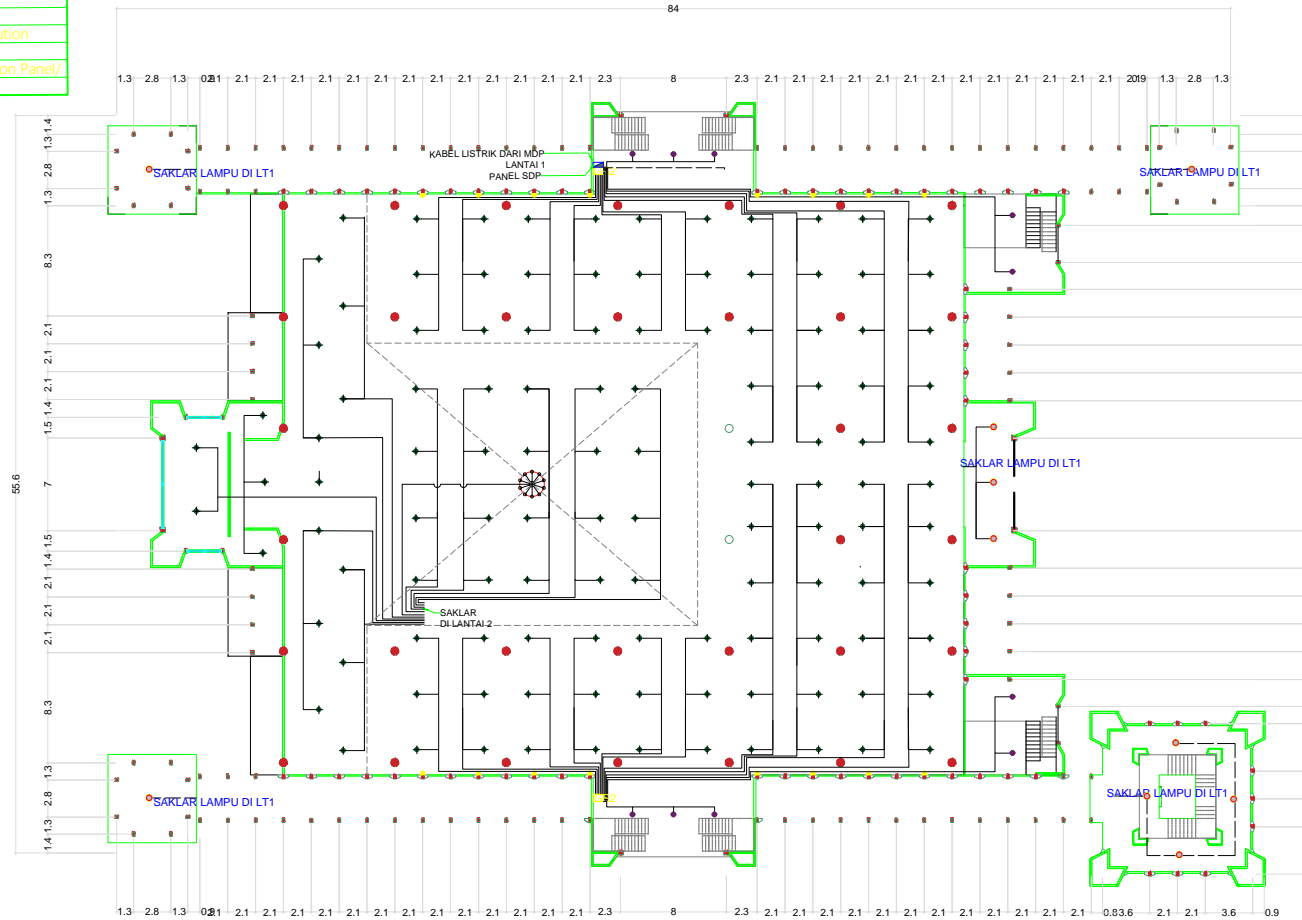 84
ution
on Panel/
1.3 2.8 1.3 2.1 2.1 2.1 2.1 2.1 2.1 2.1 2.1 2.1 2.1 2.1 2.1 2.1 2.3 8 2.3 2.1 2.1 2.1 2.1 2.1 2.1 2.1 2.1 2.1 2.1 2.1 2.1 2.1 1.3 2.8 1.3
1.4
1.3
2.8
1.3
8.3
2.1
2.1
2.1
1.4
1.5
7
1.5
1.4
2.1
2.1
2.1
8.3
1.3
2.8
1.3
1.4
55.6
KABEL LISTRIK DARI MDP
LANTAI 1
PANEL SDP
SAKLAR LAMPU DI LT1
SAKLAR LAMPU DI LT1
SAKLAR LAMPU DI LT1
SAKLAR
DI LANTAI 2
SAKLAR LAMPU DI LT1
SAKLAR LAMPU DI LT1
1.3 2.8 1.3 2.1 2.1 2.1 2.1 2.1 2.1 2.1 2.1 2.1 2.1 2.1 2.1 2.1 2.3 8 2.3 2.1 2.1 2.1 2.1 2.1 2.1 2.1 2.1 2.1 2.1 2.1 2.1 0.8 3.6 2.1 2.1 3.6 0.9